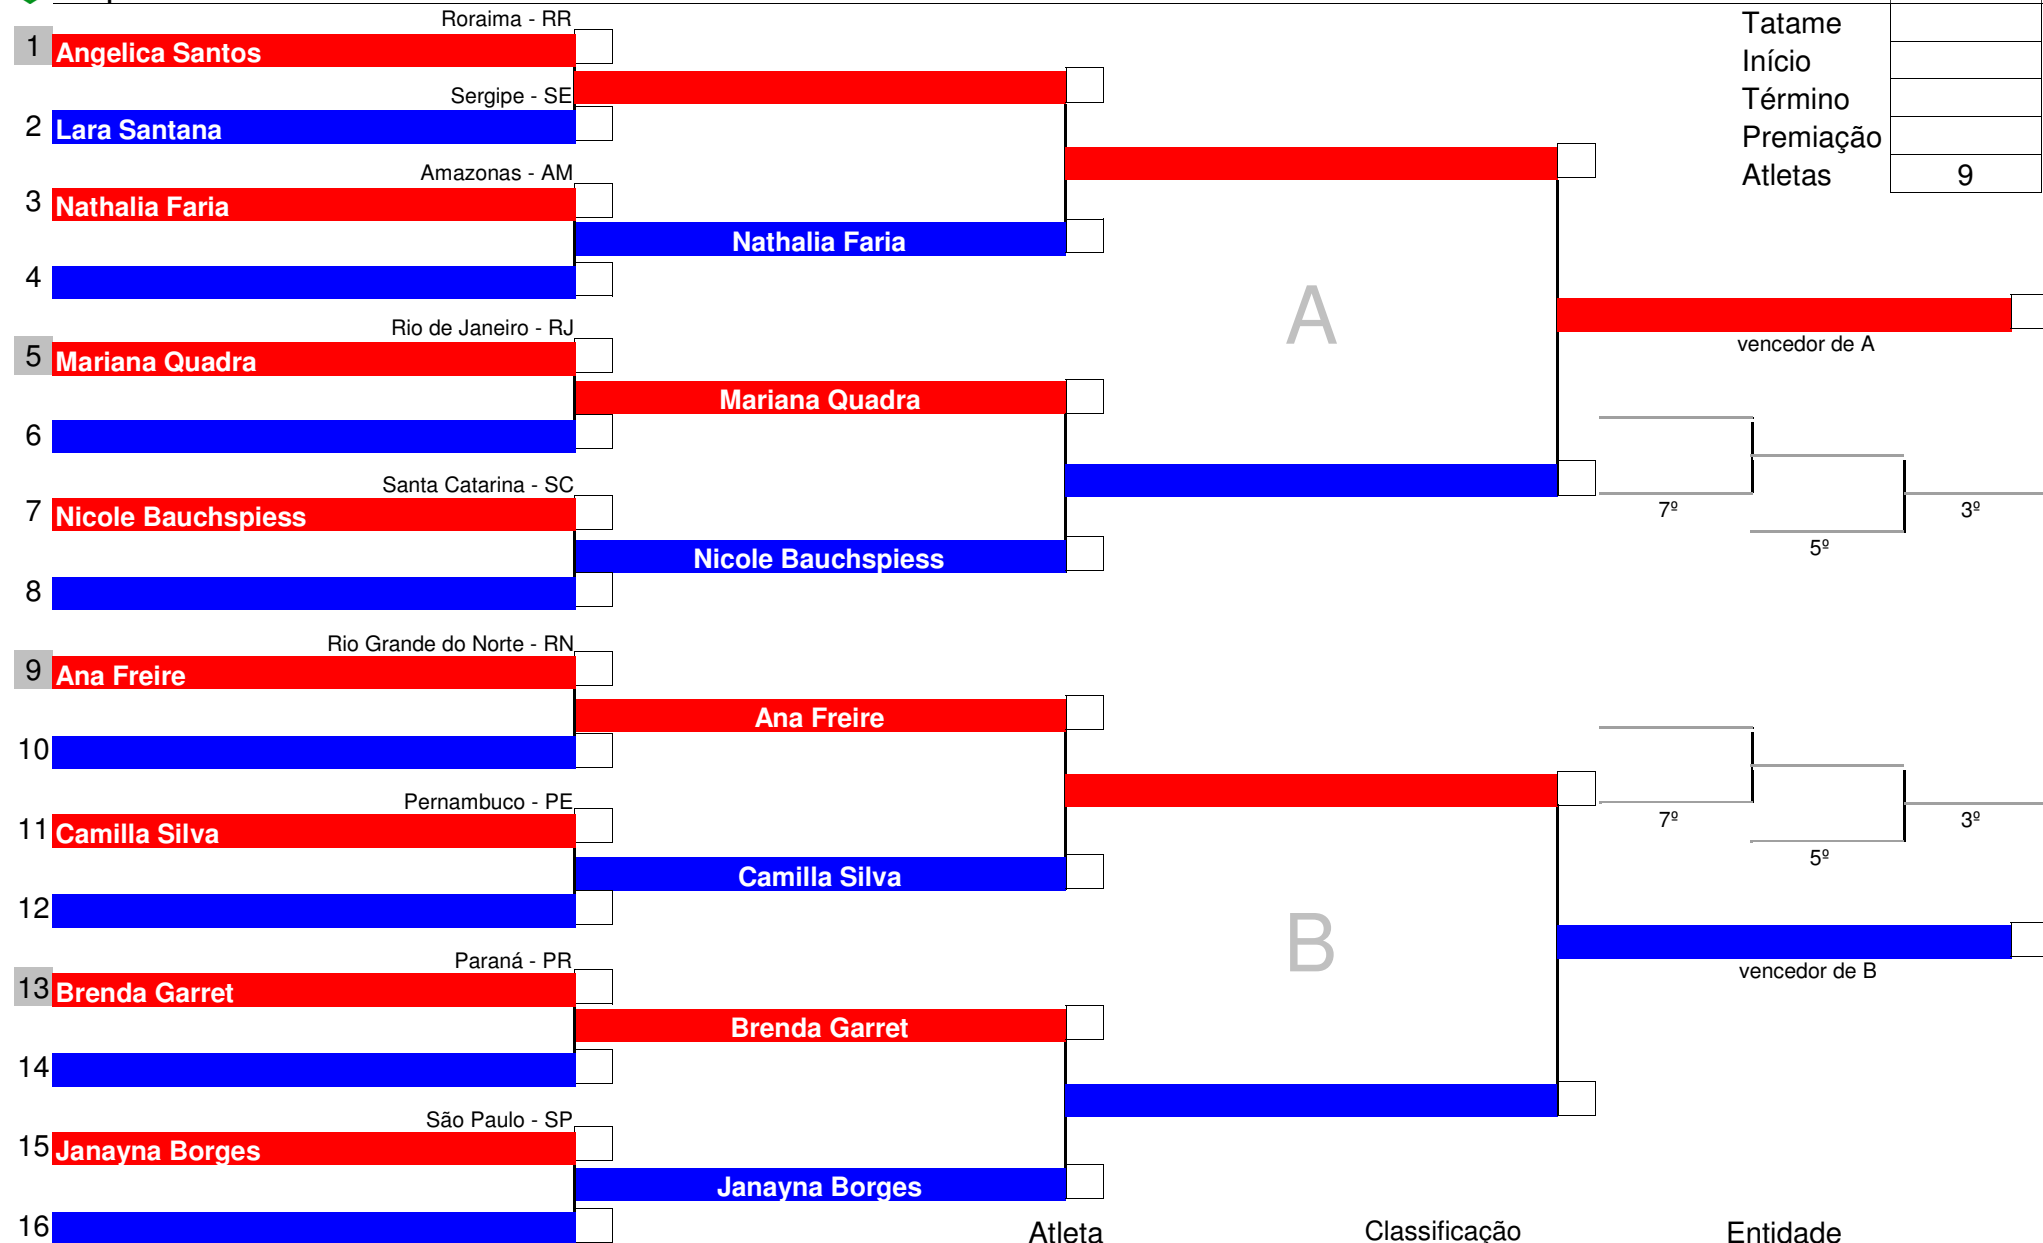 Roraima - RR
1 Angelica Santos
Sergipe - SE
2 Lara Santana
Amazonas - AM
3 Nathalia Faria
Nathalia Faria
4
Rio de Janeiro - RJ
5 Mariana Quadra
Mariana Quadra
6
Santa Catarina - SC
7 Nicole Bauchspiess
Nicole Bauchspiess
8
Rio Grande do Norte - RN
9 Ana Freire
Ana Freire
10
Pernambuco - PE
11 Camilla Silva
Camilla Silva
12
Paraná - PR
13 Brenda Garret
Brenda Garret
14
São Paulo - SP
15 Janayna Borges
Janayna Borges
16
A
B
Tatame
Início
Término
Premiação
Atletas 9
vencedor de A
7º
3º
5º
7º
3º
5º
vencedor de B
Atleta Classificação Entidade